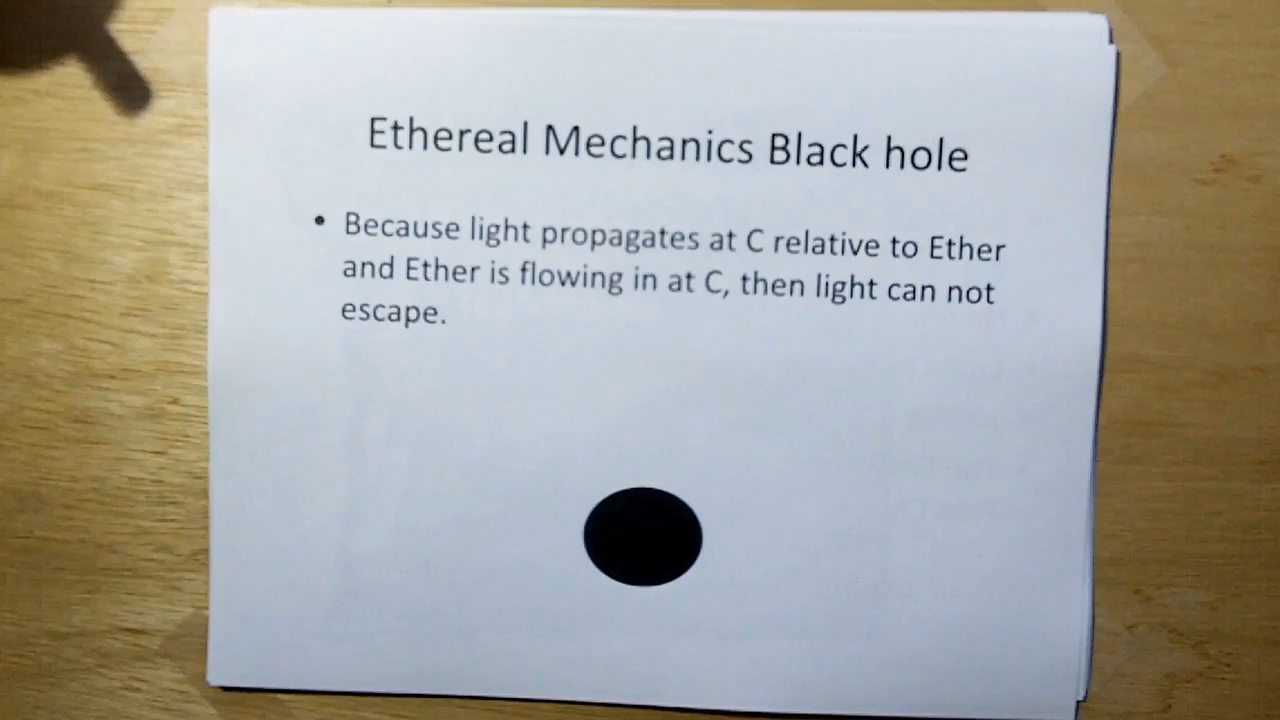 Ethereal Mechanics Black hole
• Because light propagates at C relative to Ether
and Ether is flowing in at C, then light can not
escape.